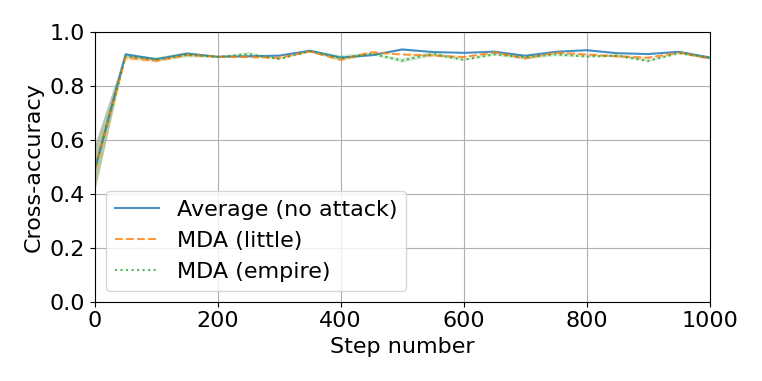 1.0
0.8
0.6
0.4
0.2
0.0
Cross-accuracy
Average (no attack)
MDA (little)
MDA (empire)
0 200 400 600 800 1000
Step number